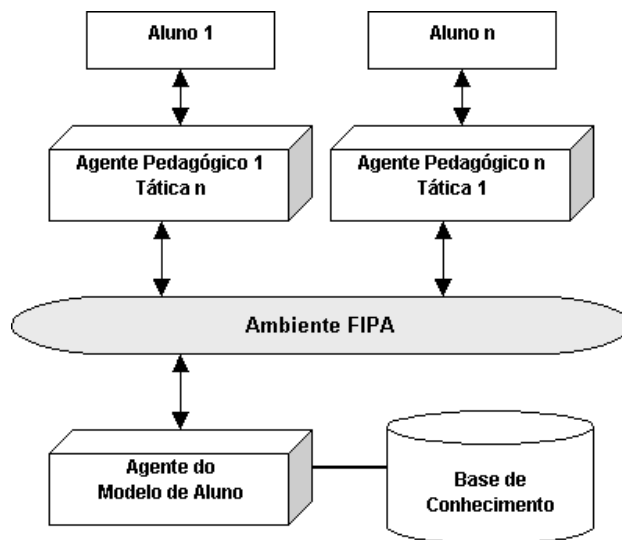 Aluno 1
Aluno n
Agente Pedagógico 1
Tática n
Agente Pedagógico n
Tática 1
Ambiente FIPA
Agente do
Modelo de Aluno
Base de
Conhecimento